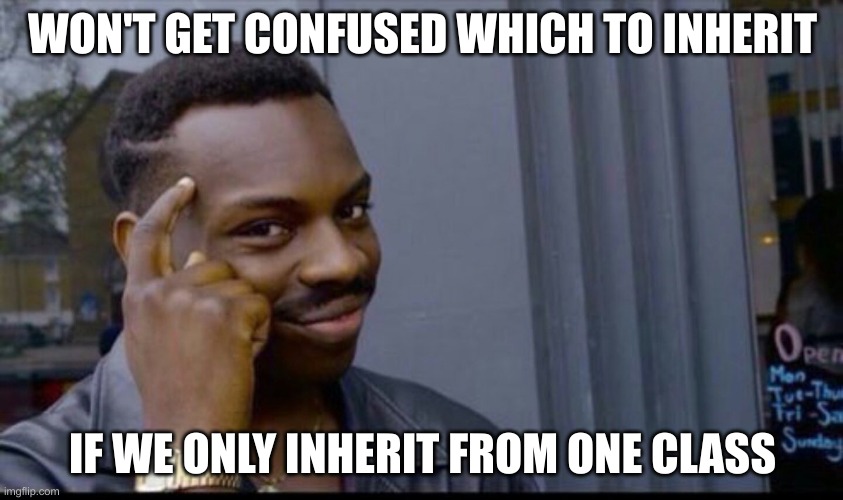 WON'T GET CONFUSED WHICH TO INHERIT
Open
Mon
Tue-Thu
Fri -Sa
Sunday
IF WE ONLY INHERIT FROM ONE CLASS
imgflip.com